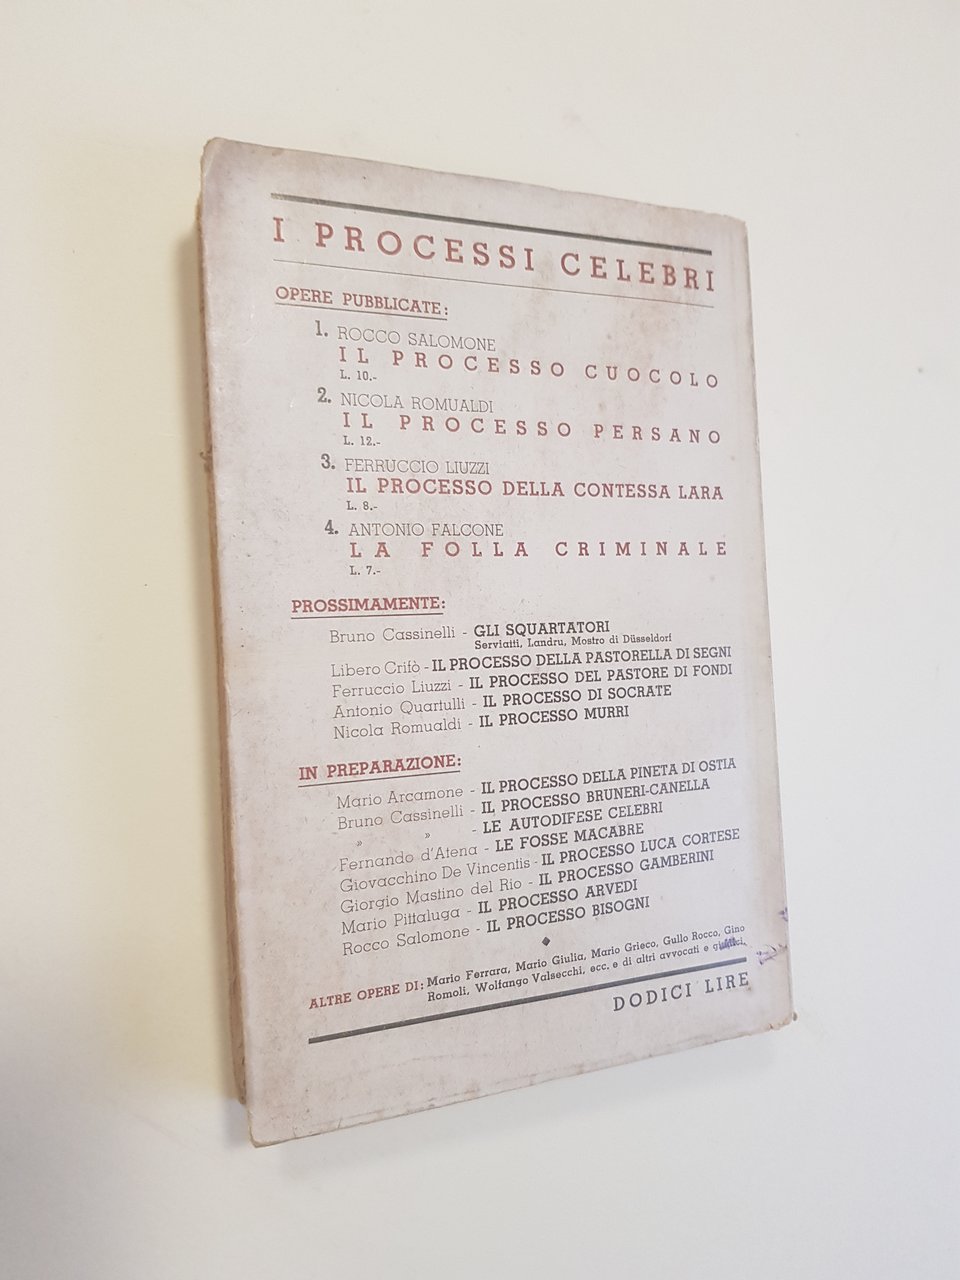 I PROCESSI CELEBRI
OPERE PUBBLICATE:
1. ROCCO SALOMONE
IL PROCESSO CUOCOLO
L. 10.-
2. NICOLA ROMUALDI
IL PROCESSO PERSANO
L. 12.-
3. FERRUCCIO LIUZZI
IL PROCESSO DELLA CONTESSA LARA
L. 8.-
4. ANTONIO FALCONE
LA FOLLA CRIMINALE
L. 7.-
PROSSIMAMENTE:
Bruno Cassinelli - GLI SQUARTATORI
Serviatti, Landru, Mostro di Düsseldorf
Libero Crifò - IL PROCESSO DELLA PASTORELLA DI SEGNI
Ferruccio Liuzzi - IL PROCESSO DEL PASTORE DI FONDI
Antonio Quartulli - IL PROCESSO DI SOCRATE
Nicola Romualdi - IL PROCESSO MURRI
IN PREPARAZIONE:
Mario Arcamone - IL PROCESSO DELLA PINETA DI OSTIA
Bruno Cassinelli - IL PROCESSO BRUNERI-CANELLA
» » - LE AUTODIFESE CELEBRI
Fernando d'Atena - LE FOSSE MACABRE
Giovacchino De Vincentis - IL PROCESSO LUCA CORTESE
Giorgio Mastino del Rio - IL PROCESSO GAMBERINI
Mario Pittaluga - IL PROCESSO ARVEDI
Rocco Salomone - IL PROCESSO BISOGNI
ALTRE OPERE DI: Mario Ferrara, Mario Giulia, Mario Grieco, Gullo Rocco, Gino
Romoli, Wolfango Valsecchi, ecc. e di altri avvocati e giudici.
DODICI LIRE